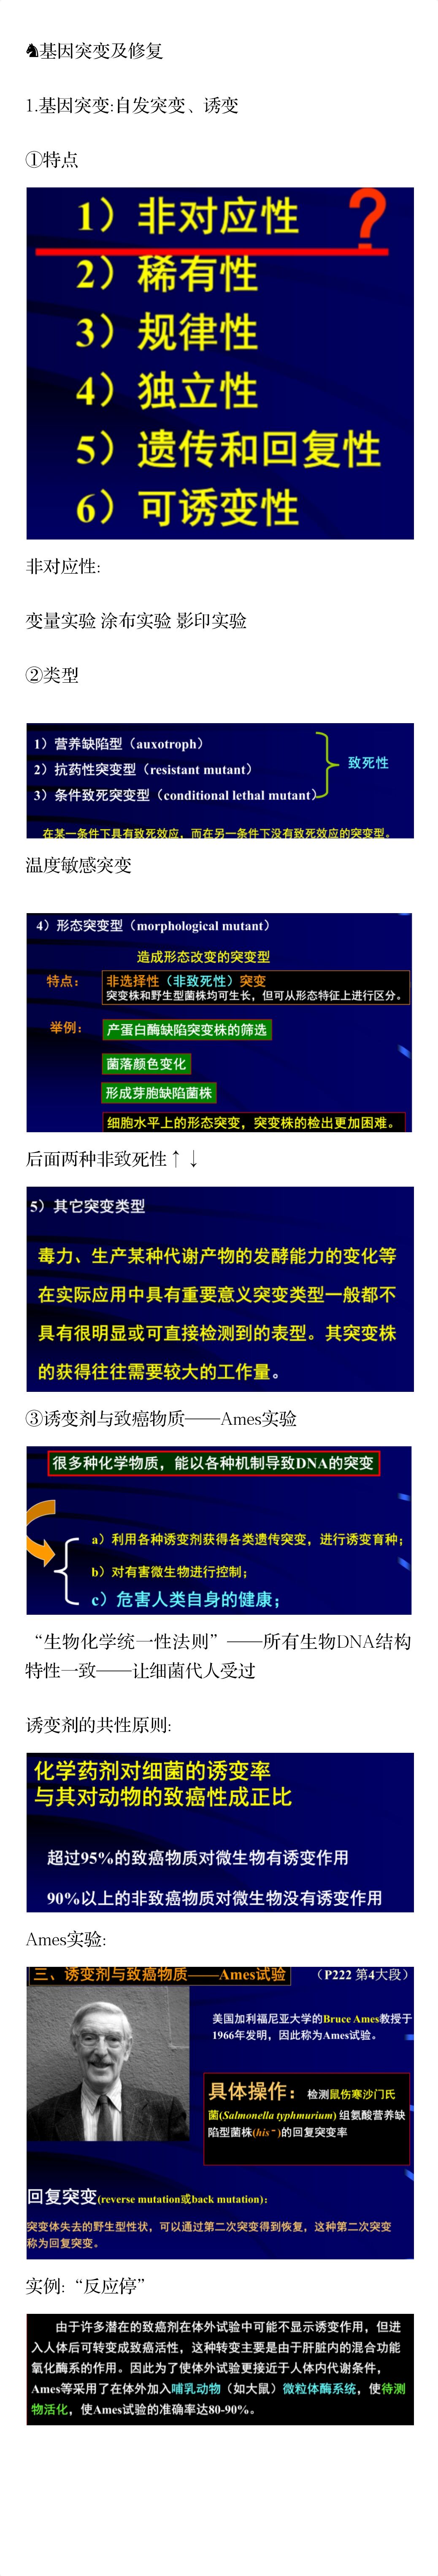 ♞基因突变及修复
1.基因突变:自发突变、诱变
①特点
1）非对应性 ？
2）稀有性
3）规律性
4）独立性
5）遗传和回复性
6）可诱变性
非对应性:
变量实验 涂布实验 影印实验
②类型
1）营养缺陷型（auxotroph）
2）抗药性突变型（resistant mutant）
3）条件致死突变型（conditional lethal mutant）
致死性
在某一条件下具有致死效应，而在另一条件下没有致死效应的突变型。
温度敏感突变
4）形态突变型（morphological mutant）
造成形态改变的突变型
特点： 非选择性（非致死性）突变
突变株和野生型菌株均可生长，但可从形态特征上进行区分。
举例： 产蛋白酶缺陷突变株的筛选
菌落颜色变化
形成芽胞缺陷菌株
细胞水平上的形态突变，突变株的检出更加困难。
后面两种非致死性↑↓
5）其它突变类型
毒力、生产某种代谢产物的发酵能力的变化等
在实际应用中具有重要意义突变类型一般都不
具有很明显或可直接检测到的表型。其突变株
的获得往往需要较大的工作量。
③诱变剂与致癌物质——Ames实验
很多种化学物质，能以各种机制导致DNA的突变
a）利用各种诱变剂获得各类遗传突变，进行诱变育种；
b）对有害微生物进行控制；
c）危害人类自身的健康；
“生物化学统一性法则”——所有生物DNA结构
特性一致——让细菌代人受过
诱变剂的共性原则:
化学药剂对细菌的诱变率
与其对动物的致癌性成正比
超过95%的致癌物质对微生物有诱变作用
90%以上的非致癌物质对微生物没有诱变作用
Ames实验:
三、诱变剂与致癌物质——Ames试验 （P222 第4大段）
美国加利福尼亚大学的Bruce Ames教授于
1966年发明，因此称为Ames试验。
具体操作：检测鼠伤寒沙门氏
菌(Salmonella typhmurium) 组氨酸营养缺
陷型菌株(his⁻)的回复突变率
回复突变(reverse mutation或back mutation)：
突变体失去的野生型性状，可以通过第二次突变得到恢复，这种第二次突变
称为回复突变。
实例:“反应停”
由于许多潜在的致癌剂在体外试验中可能不显示诱变作用，但进
入人体后可转变成致癌活性，这种转变主要是由于肝脏内的混合功能
氧化酶系的作用。因此为了使体外试验更接近于人体内代谢条件，
Ames等采用了在体外加入哺乳动物（如大鼠）微粒体酶系统，使待测
物活化，使Ames试验的准确率达80-90%。